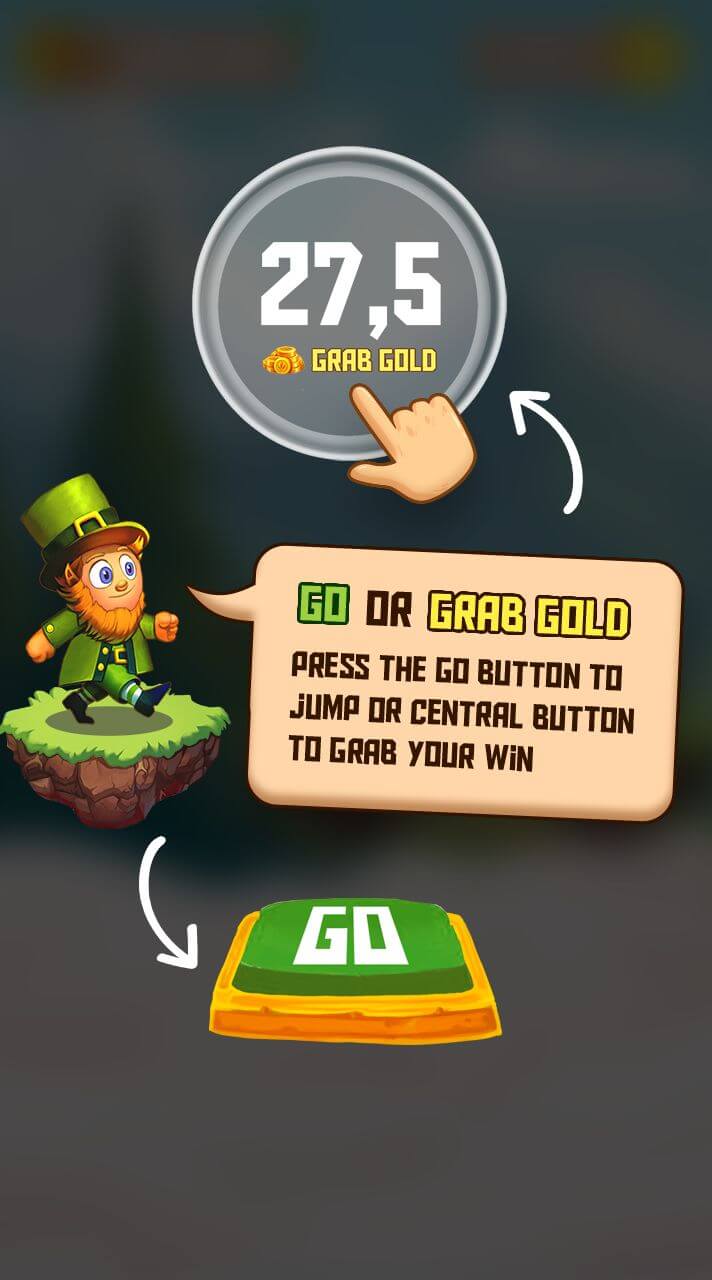 27,5
GRAB GOLD
GO OR GRAB GOLD
PRESS THE GO BUTTON TO
JUMP OR CENTRAL BUTTON
TO GRAB YOUR WIN
GO